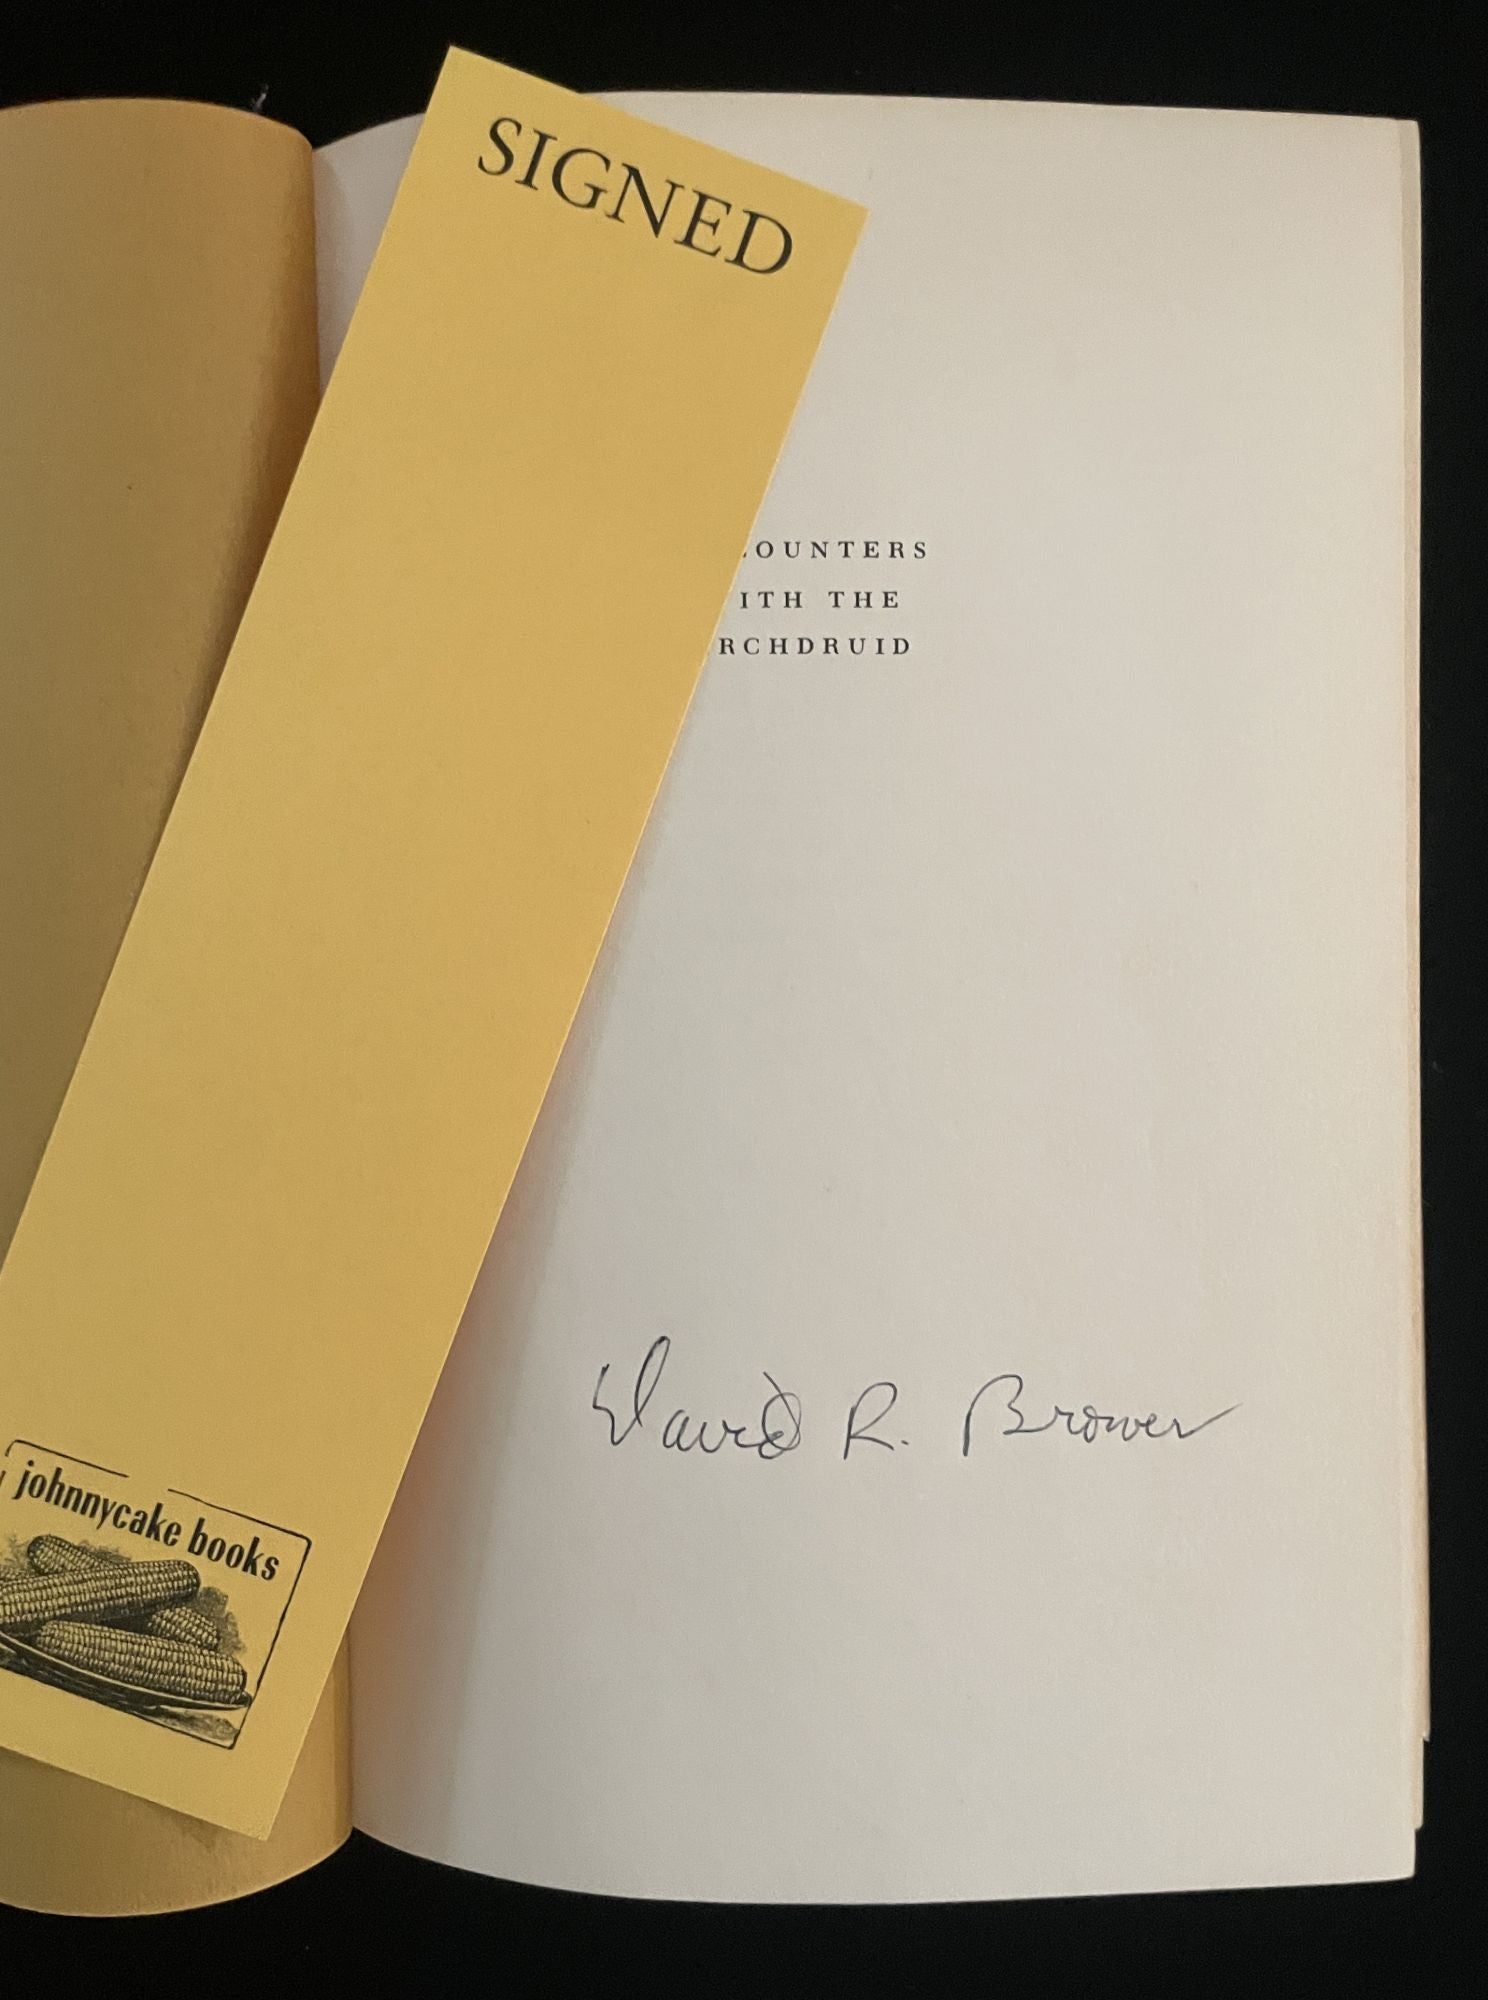 SIGNED
OUNTERS
ITH THE
RCHDRUID
David R. Brower
johnnycake books